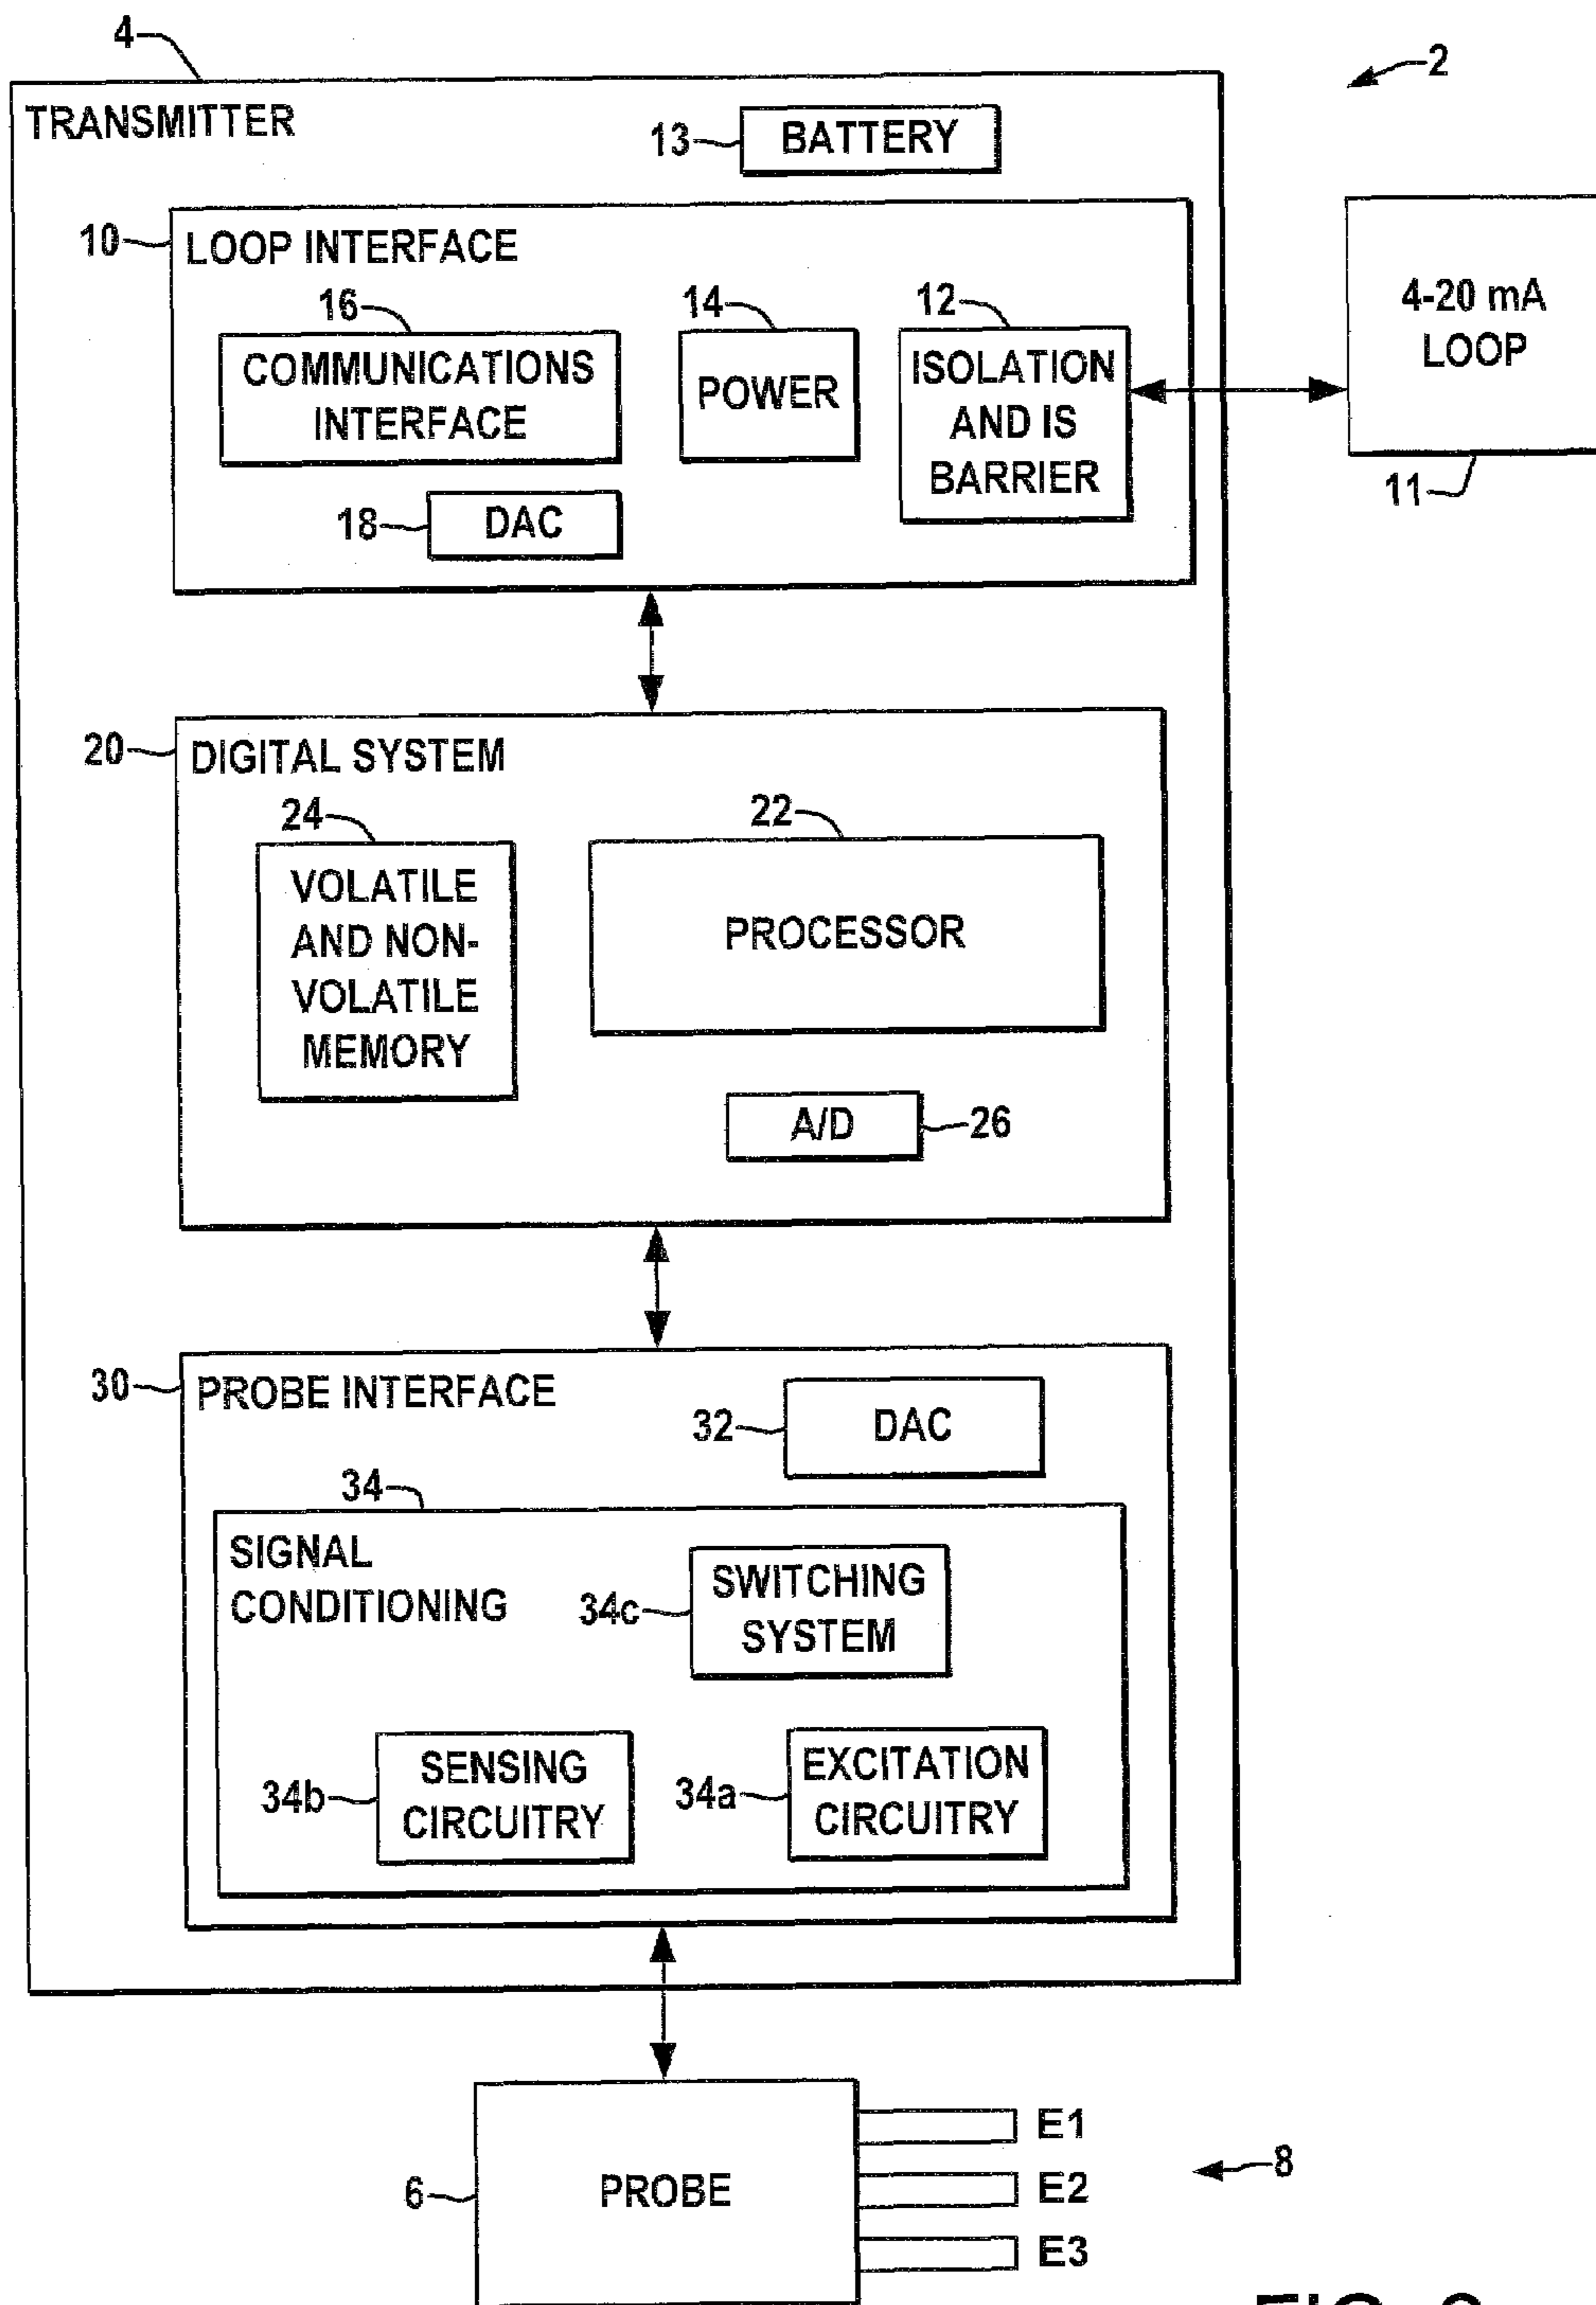 4
2
TRANSMITTER
13
BATTERY
10
LOOP INTERFACE
16
14
12
COMMUNICATIONS
INTERFACE
POWER
ISOLATION
AND IS
BARRIER
4-20 mA
LOOP
11
18
DAC
20
DIGITAL SYSTEM
24
22
VOLATILE
AND NON-
VOLATILE
MEMORY
PROCESSOR
A/D
26
30
PROBE INTERFACE
32
DAC
34
SIGNAL
CONDITIONING
34c
SWITCHING
SYSTEM
34b
SENSING
CIRCUITRY
34a
EXCITATION
CIRCUITRY
6
PROBE
E1
E2
E3
8